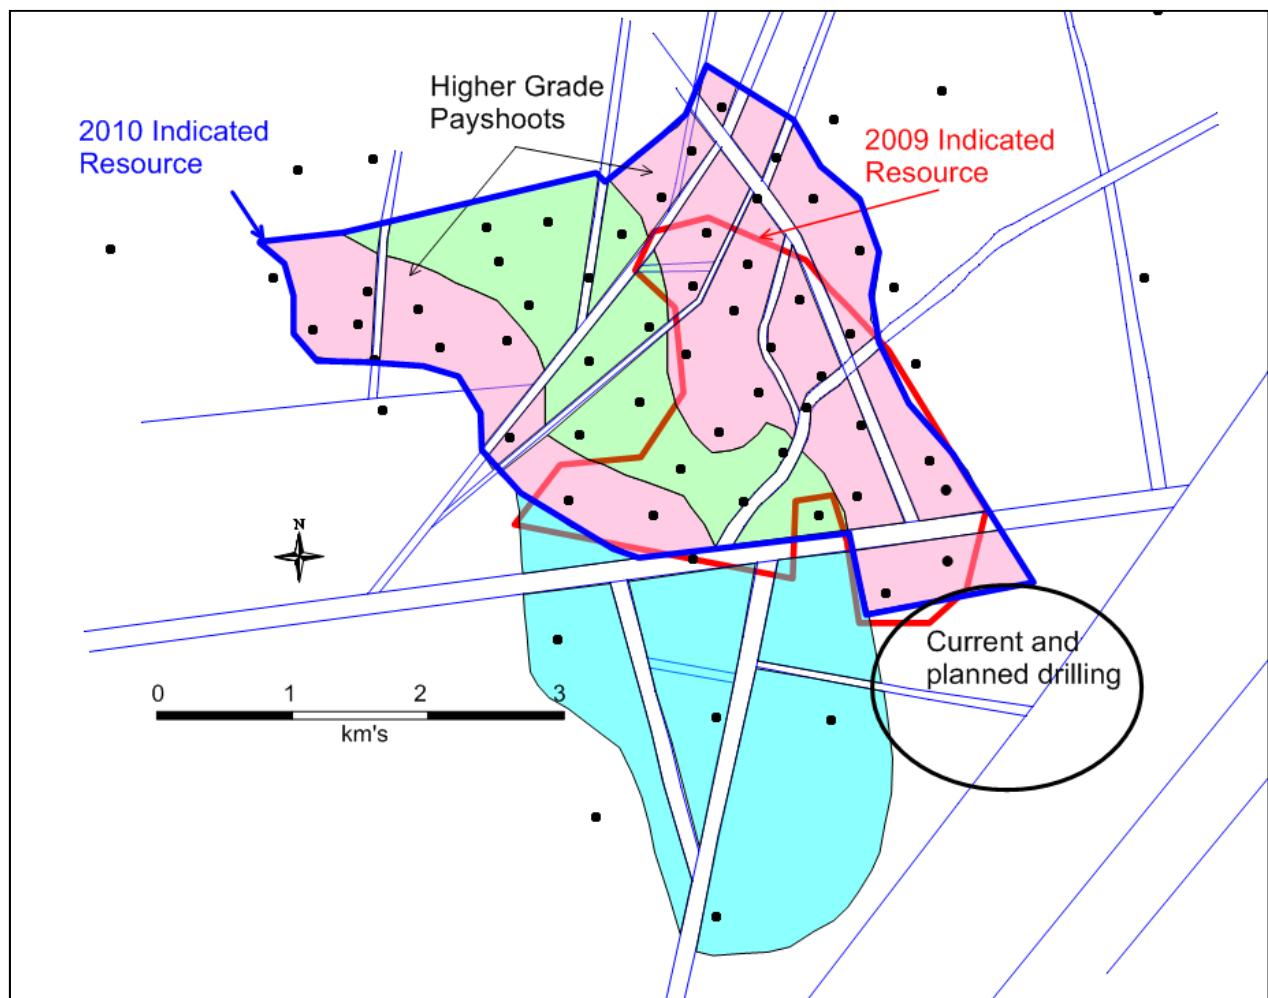 Higher Grade
Payshoots
2010 Indicated
Resource
2009 Indicated
Resource
N
Current and
planned drilling
0 1 2 3
km's